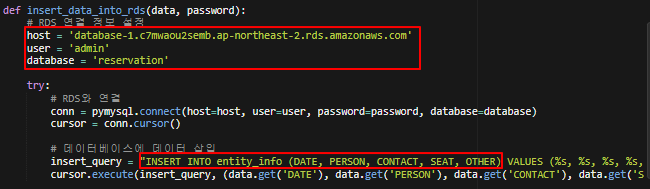 def insert_data_into_rds(data, password):
# RDS 연결 정보 설정
host = 'database-1.c7mwaou2semb.ap-northeast-2.rds.amazonaws.com'
user = 'admin'
database = 'reservation'
try:
# RDS와 연결
conn = pymysql.connect(host=host, user=user, password=password, database=database)
cursor = conn.cursor()
# 데이터베이스에 데이터 삽입
insert_query = "INSERT INTO entity_info (DATE, PERSON, CONTACT, SEAT, OTHER) VALUES (%s, %s, %s, %s,
cursor.execute(insert_query, (data.get('DATE'), data.get('PERSON'), data.get('CONTACT'), data.get('S